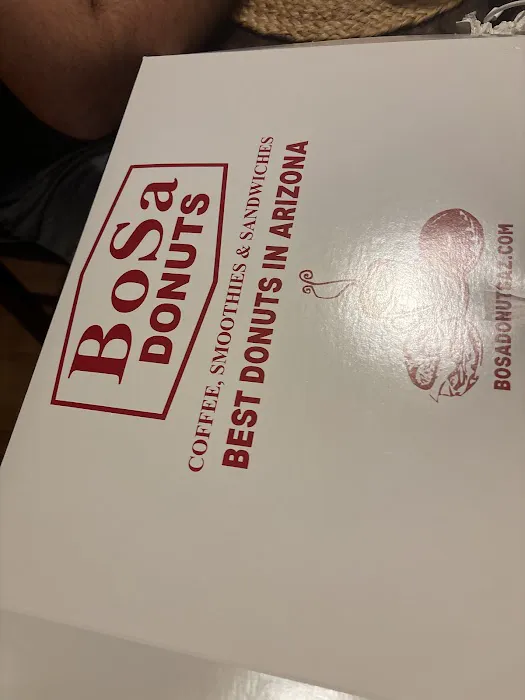 BoSa
DONUTS
COFFEE, SMOOTHIES & SANDWICHES
BEST DONUTS IN ARIZONA
BOSADONUTSAZ.COM